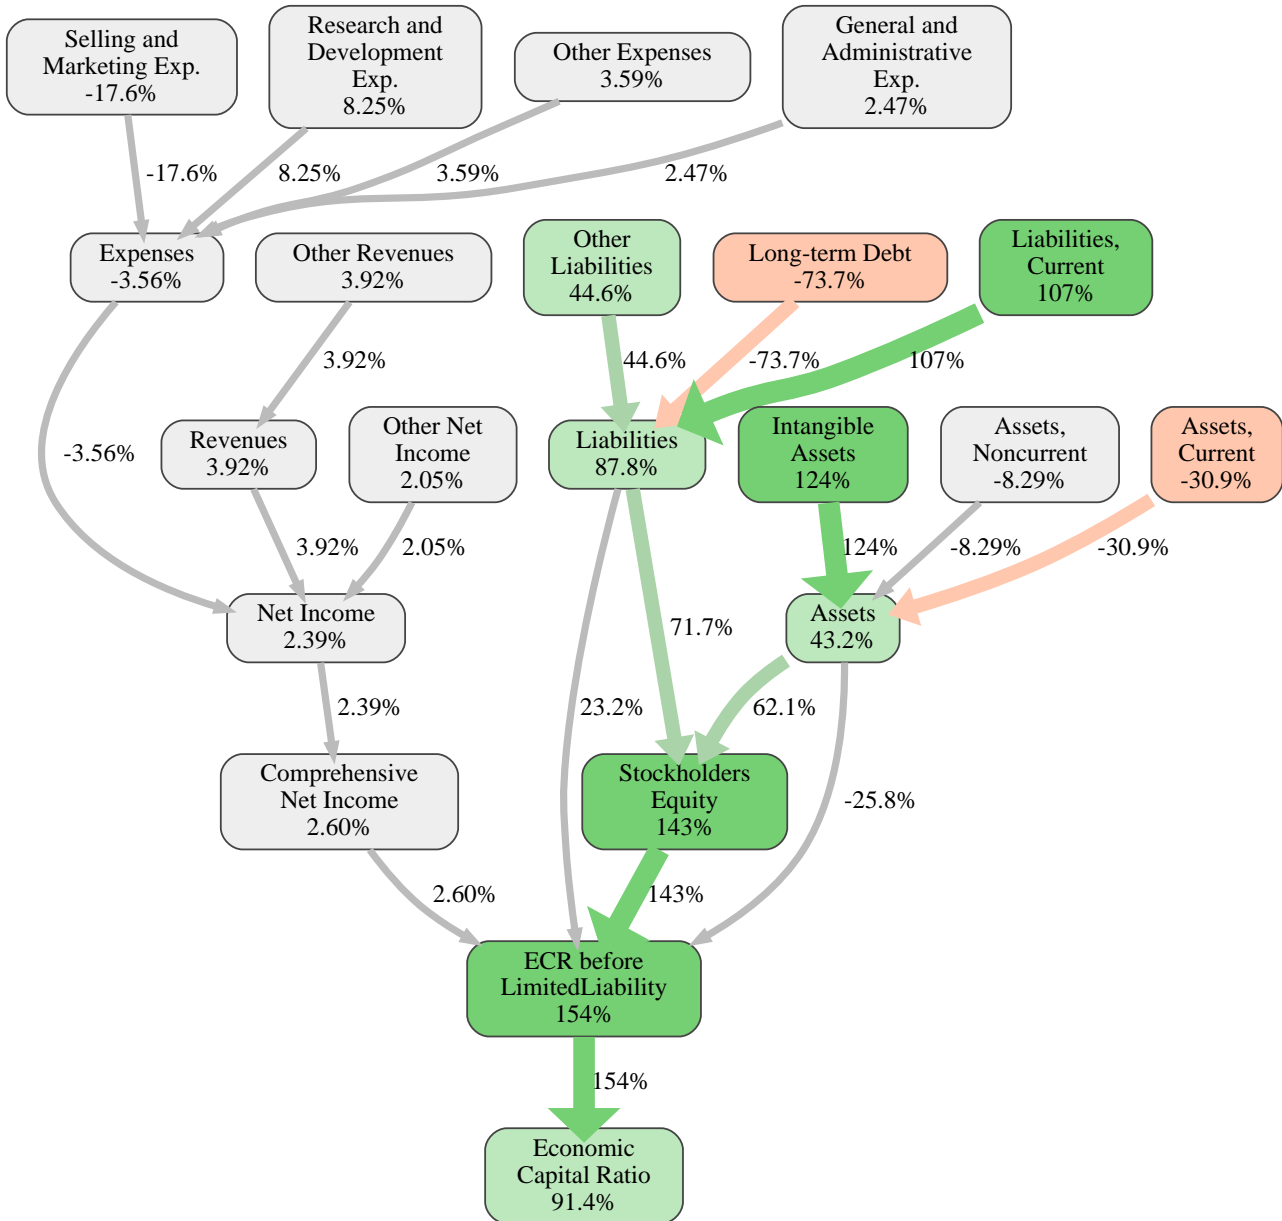 Selling and
Marketing Exp.
-17.6%
Research and
Development
Exp.
8.25%
Other Expenses
3.59%
General and
Administrative
Exp.
2.47%
-17.6%
8.25%
3.59%
2.47%
Expenses
-3.56%
Other Revenues
3.92%
Other
Liabilities
44.6%
Long-term Debt
-73.7%
Liabilities,
Current
107%
3.92%
44.6%
-73.7%
107%
-3.56%
Revenues
3.92%
Other Net
Income
2.05%
Liabilities
87.8%
Intangible
Assets
124%
Assets,
Noncurrent
-8.29%
Assets,
Current
-30.9%
3.92%
2.05%
124%
-8.29%
-30.9%
Net Income
2.39%
71.7%
Assets
43.2%
2.39%
23.2%
62.1%
-25.8%
Comprehensive
Net Income
2.60%
Stockholders
Equity
143%
2.60%
143%
ECR before
LimitedLiability
154%
154%
Economic
Capital Ratio
91.4%